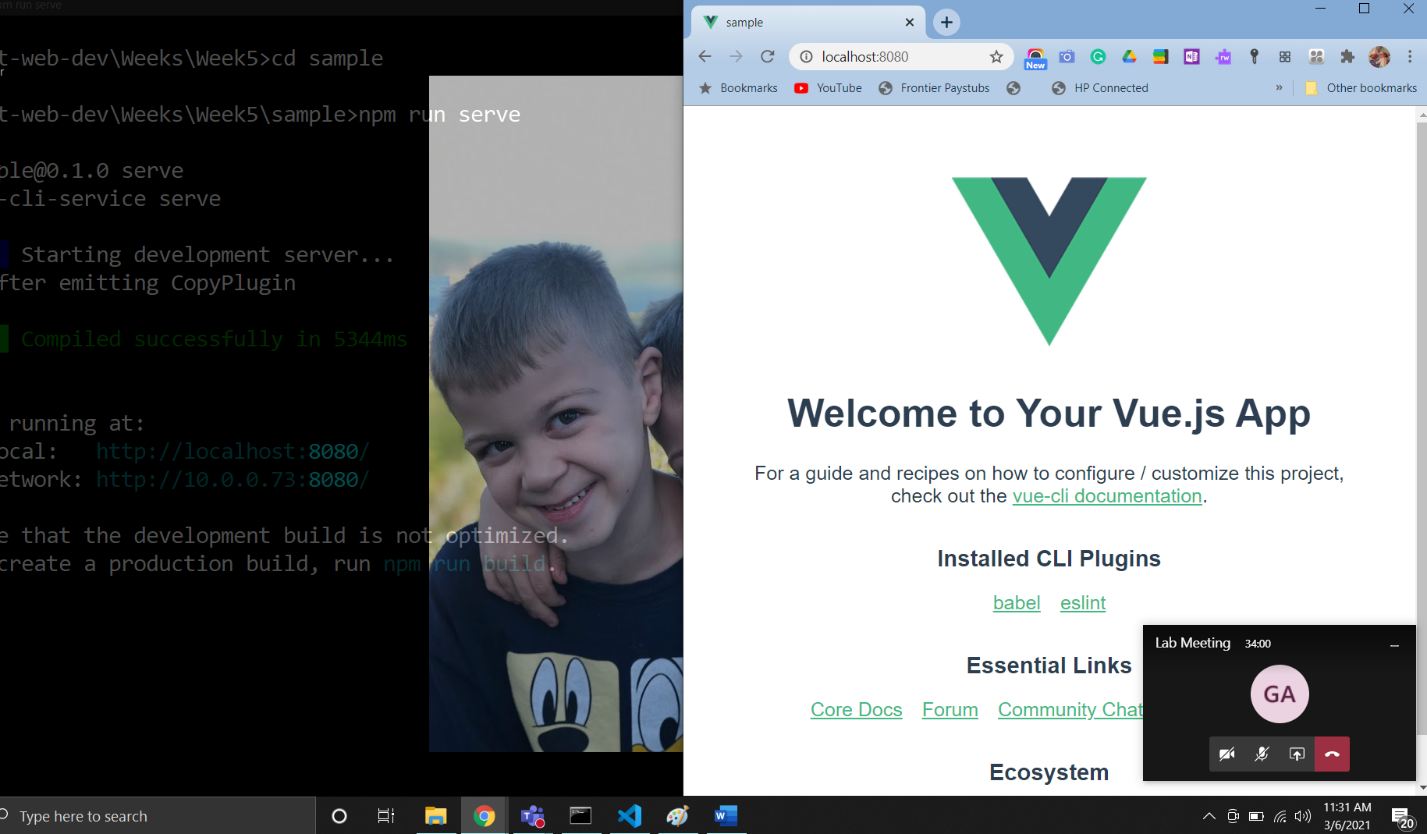 npm run serve
t-web-dev\Weeks\Week5>cd sample
t-web-dev\Weeks\Week5\sample>npm run serve
ble@0.1.0 serve
-cli-service serve
Starting development server...
fter emitting CopyPlugin
Compiled successfully in 5344ms
running at:
ocal: http://localhost:8080/
etwork: http://10.0.0.73:8080/
e that the development build is not optimized.
create a production build, run npm run build.
sample
localhost:8080
New
Bookmarks YouTube Frontier Paystubs HP Connected » Other bookmarks
Welcome to Your Vue.js App
For a guide and recipes on how to configure / customize this project,
check out the vue-cli documentation.
Installed CLI Plugins
babel eslint
Essential Links
Core Docs Forum Community Chat
Ecosystem
Lab Meeting 34:00
GA
Type here to search
11:31 AM
3/6/2021
20